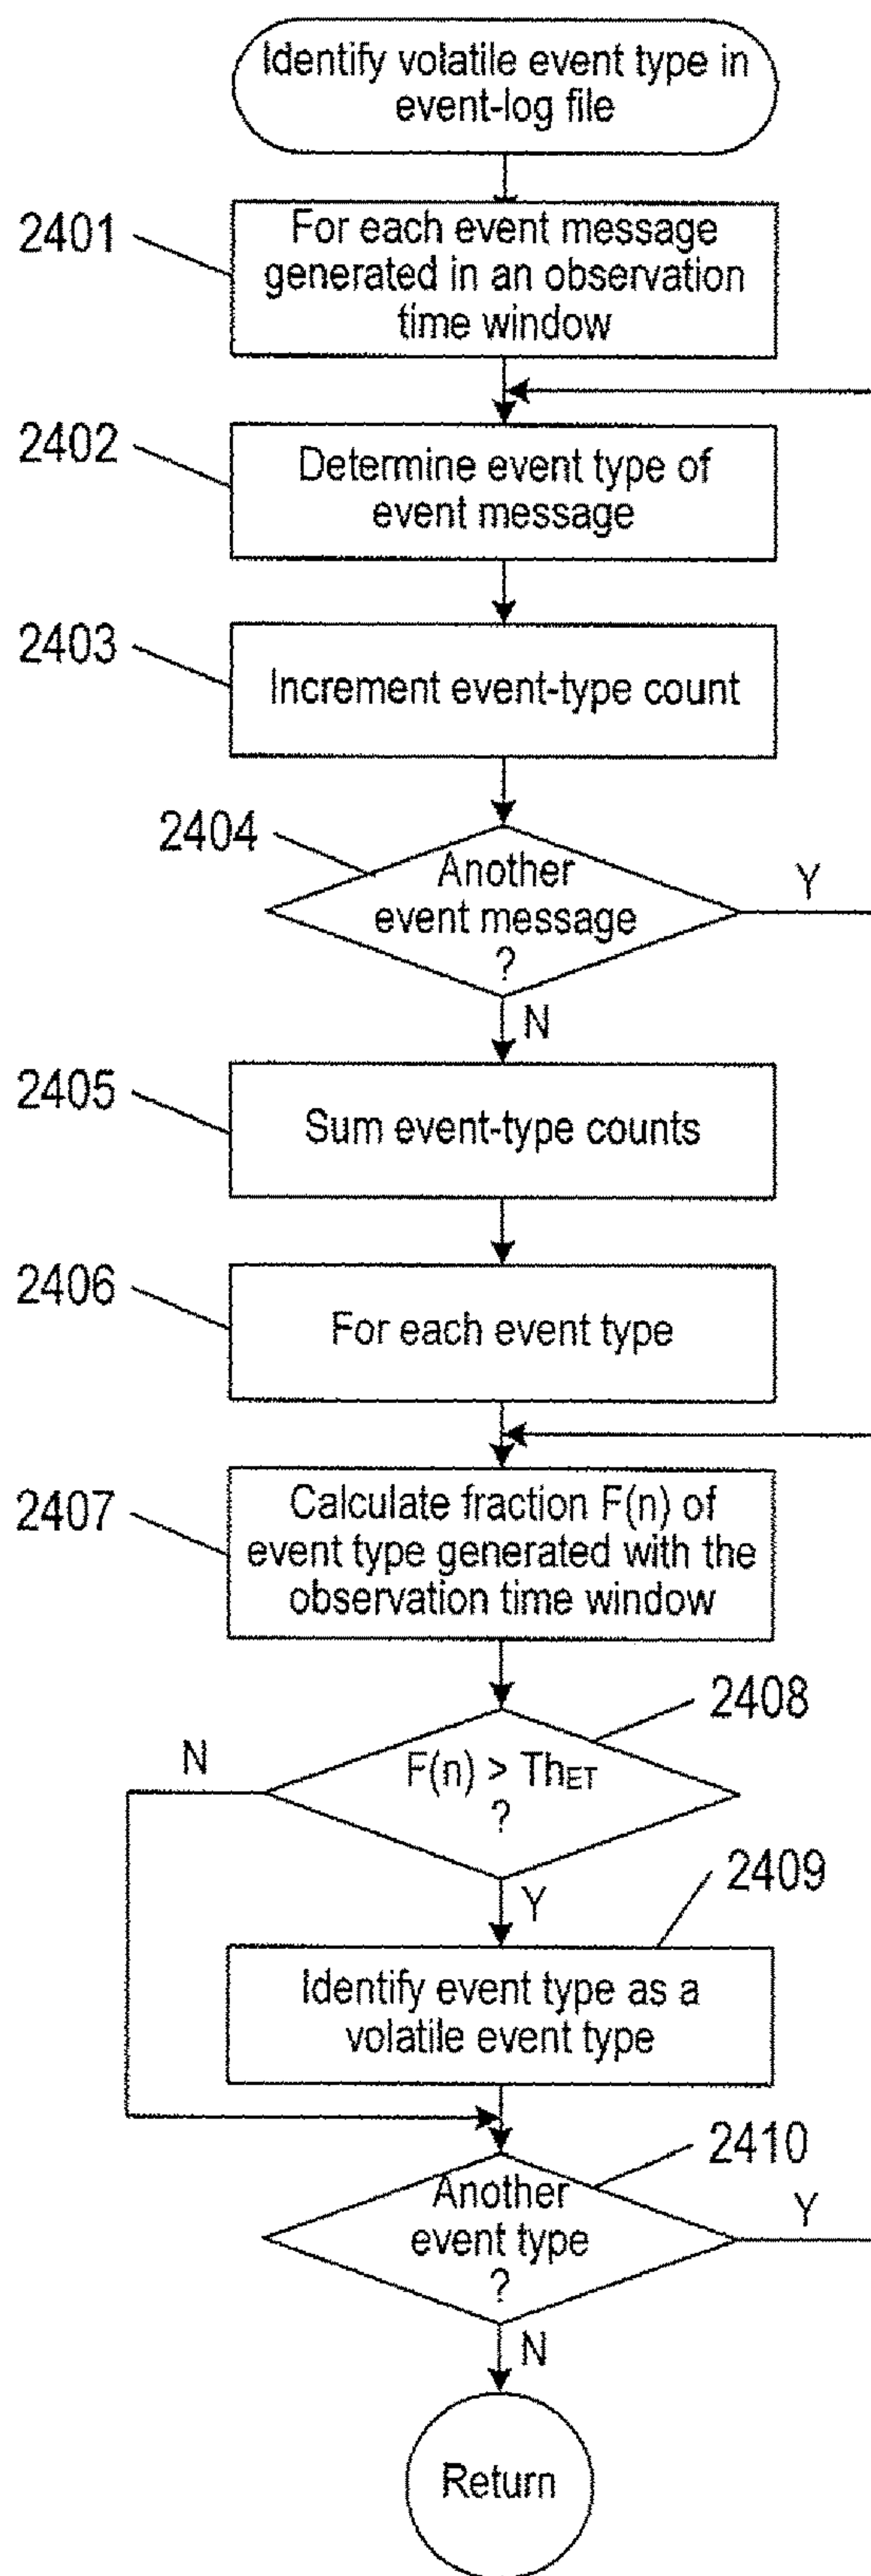 Identify volatile event type in
event-log file
2401
For each event message
generated in an observation
time window
2402
Determine event type of
event message
2403
Increment event-type count
2404
Another
event message
?
Y
N
2405
Sum event-type counts
2406
For each event type
2407
Calculate fraction F(n) of
event type generated with the
observation time window
2408
F(n) > ThET
?
N
Y
2409
Identify event type as a
volatile event type
2410
Another
event type
?
Y
N
Return